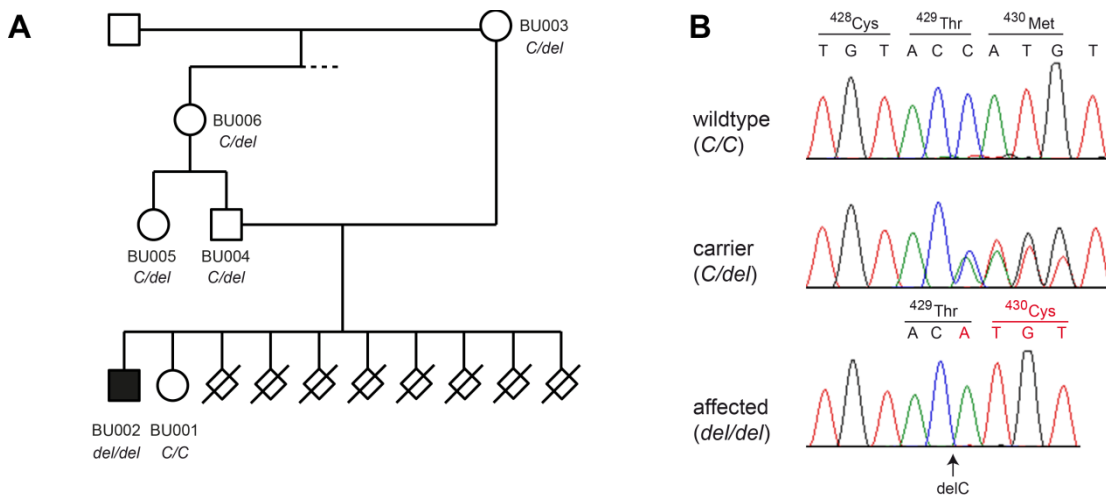 A
BU003
C/del
BU006
C/del
BU005
C/del
BU004
C/del
BU002
del/del
BU001
C/C
B
428Cys 429Thr 430Met
T G T A C C A T G T
wildtype
(C/C)
carrier
(C/del)
429Thr 430Cys
A C A T G T
affected
(del/del)
delC